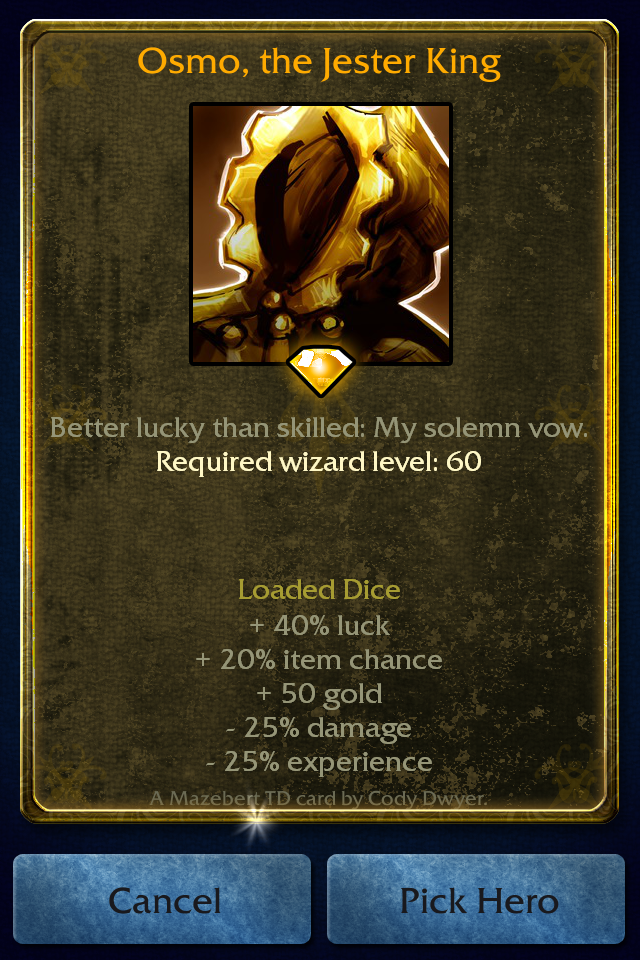 Osmo, the Jester King
Better lucky than skilled: My solemn vow.
Required wizard level: 60
Loaded Dice
+ 40% luck
+ 20% item chance
+ 50 gold
- 25% damage
- 25% experience
A Mazebert TD card by Cody Dwyer.
Cancel
Pick Hero